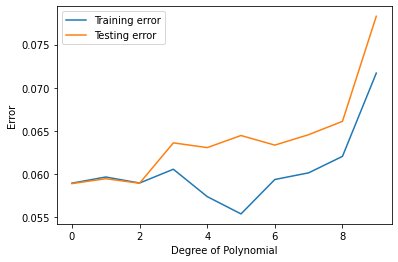 Training error
Testing error
0.075
0.070
0.065
0.060
0.055
Error
0 2 4 6 8
Degree of Polynomial